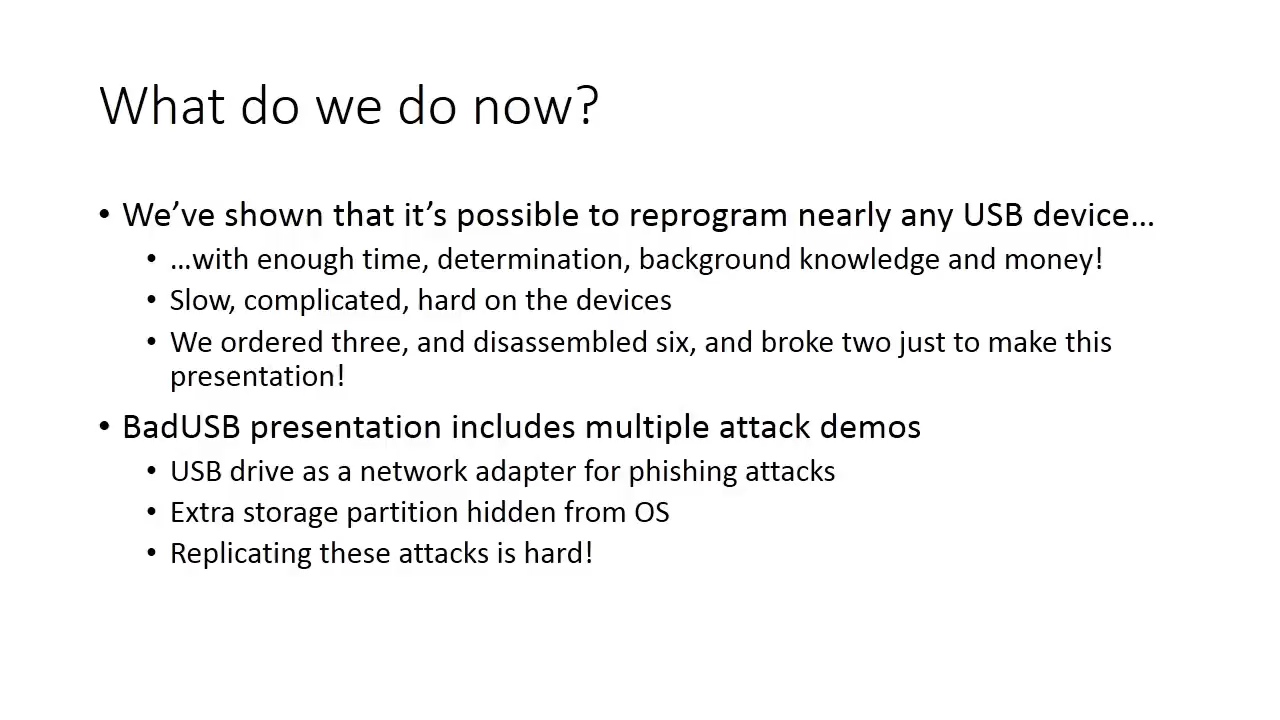 What do we do now?
• We've shown that it's possible to reprogram nearly any USB device…
• …with enough time, determination, background knowledge and money!
• Slow, complicated, hard on the devices
• We ordered three, and disassembled six, and broke two just to make this
presentation!
• BadUSB presentation includes multiple attack demos
• USB drive as a network adapter for phishing attacks
• Extra storage partition hidden from OS
• Replicating these attacks is hard!